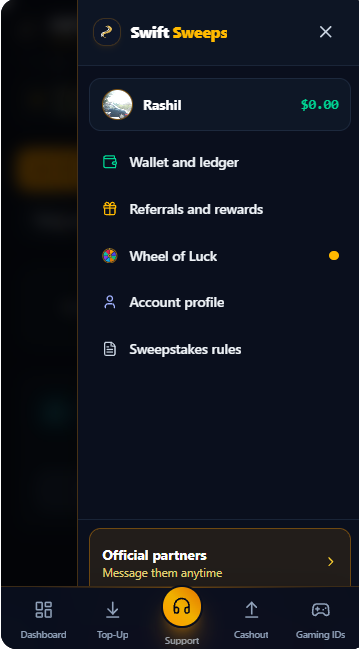 Swift Sweeps
Rashil
$0.00
Wallet and ledger
Referrals and rewards
Wheel of Luck
Account profile
Sweepstakes rules
Official partners
Message them anytime
Dashboard
Top-Up
Support
Cashout
Gaming IDs